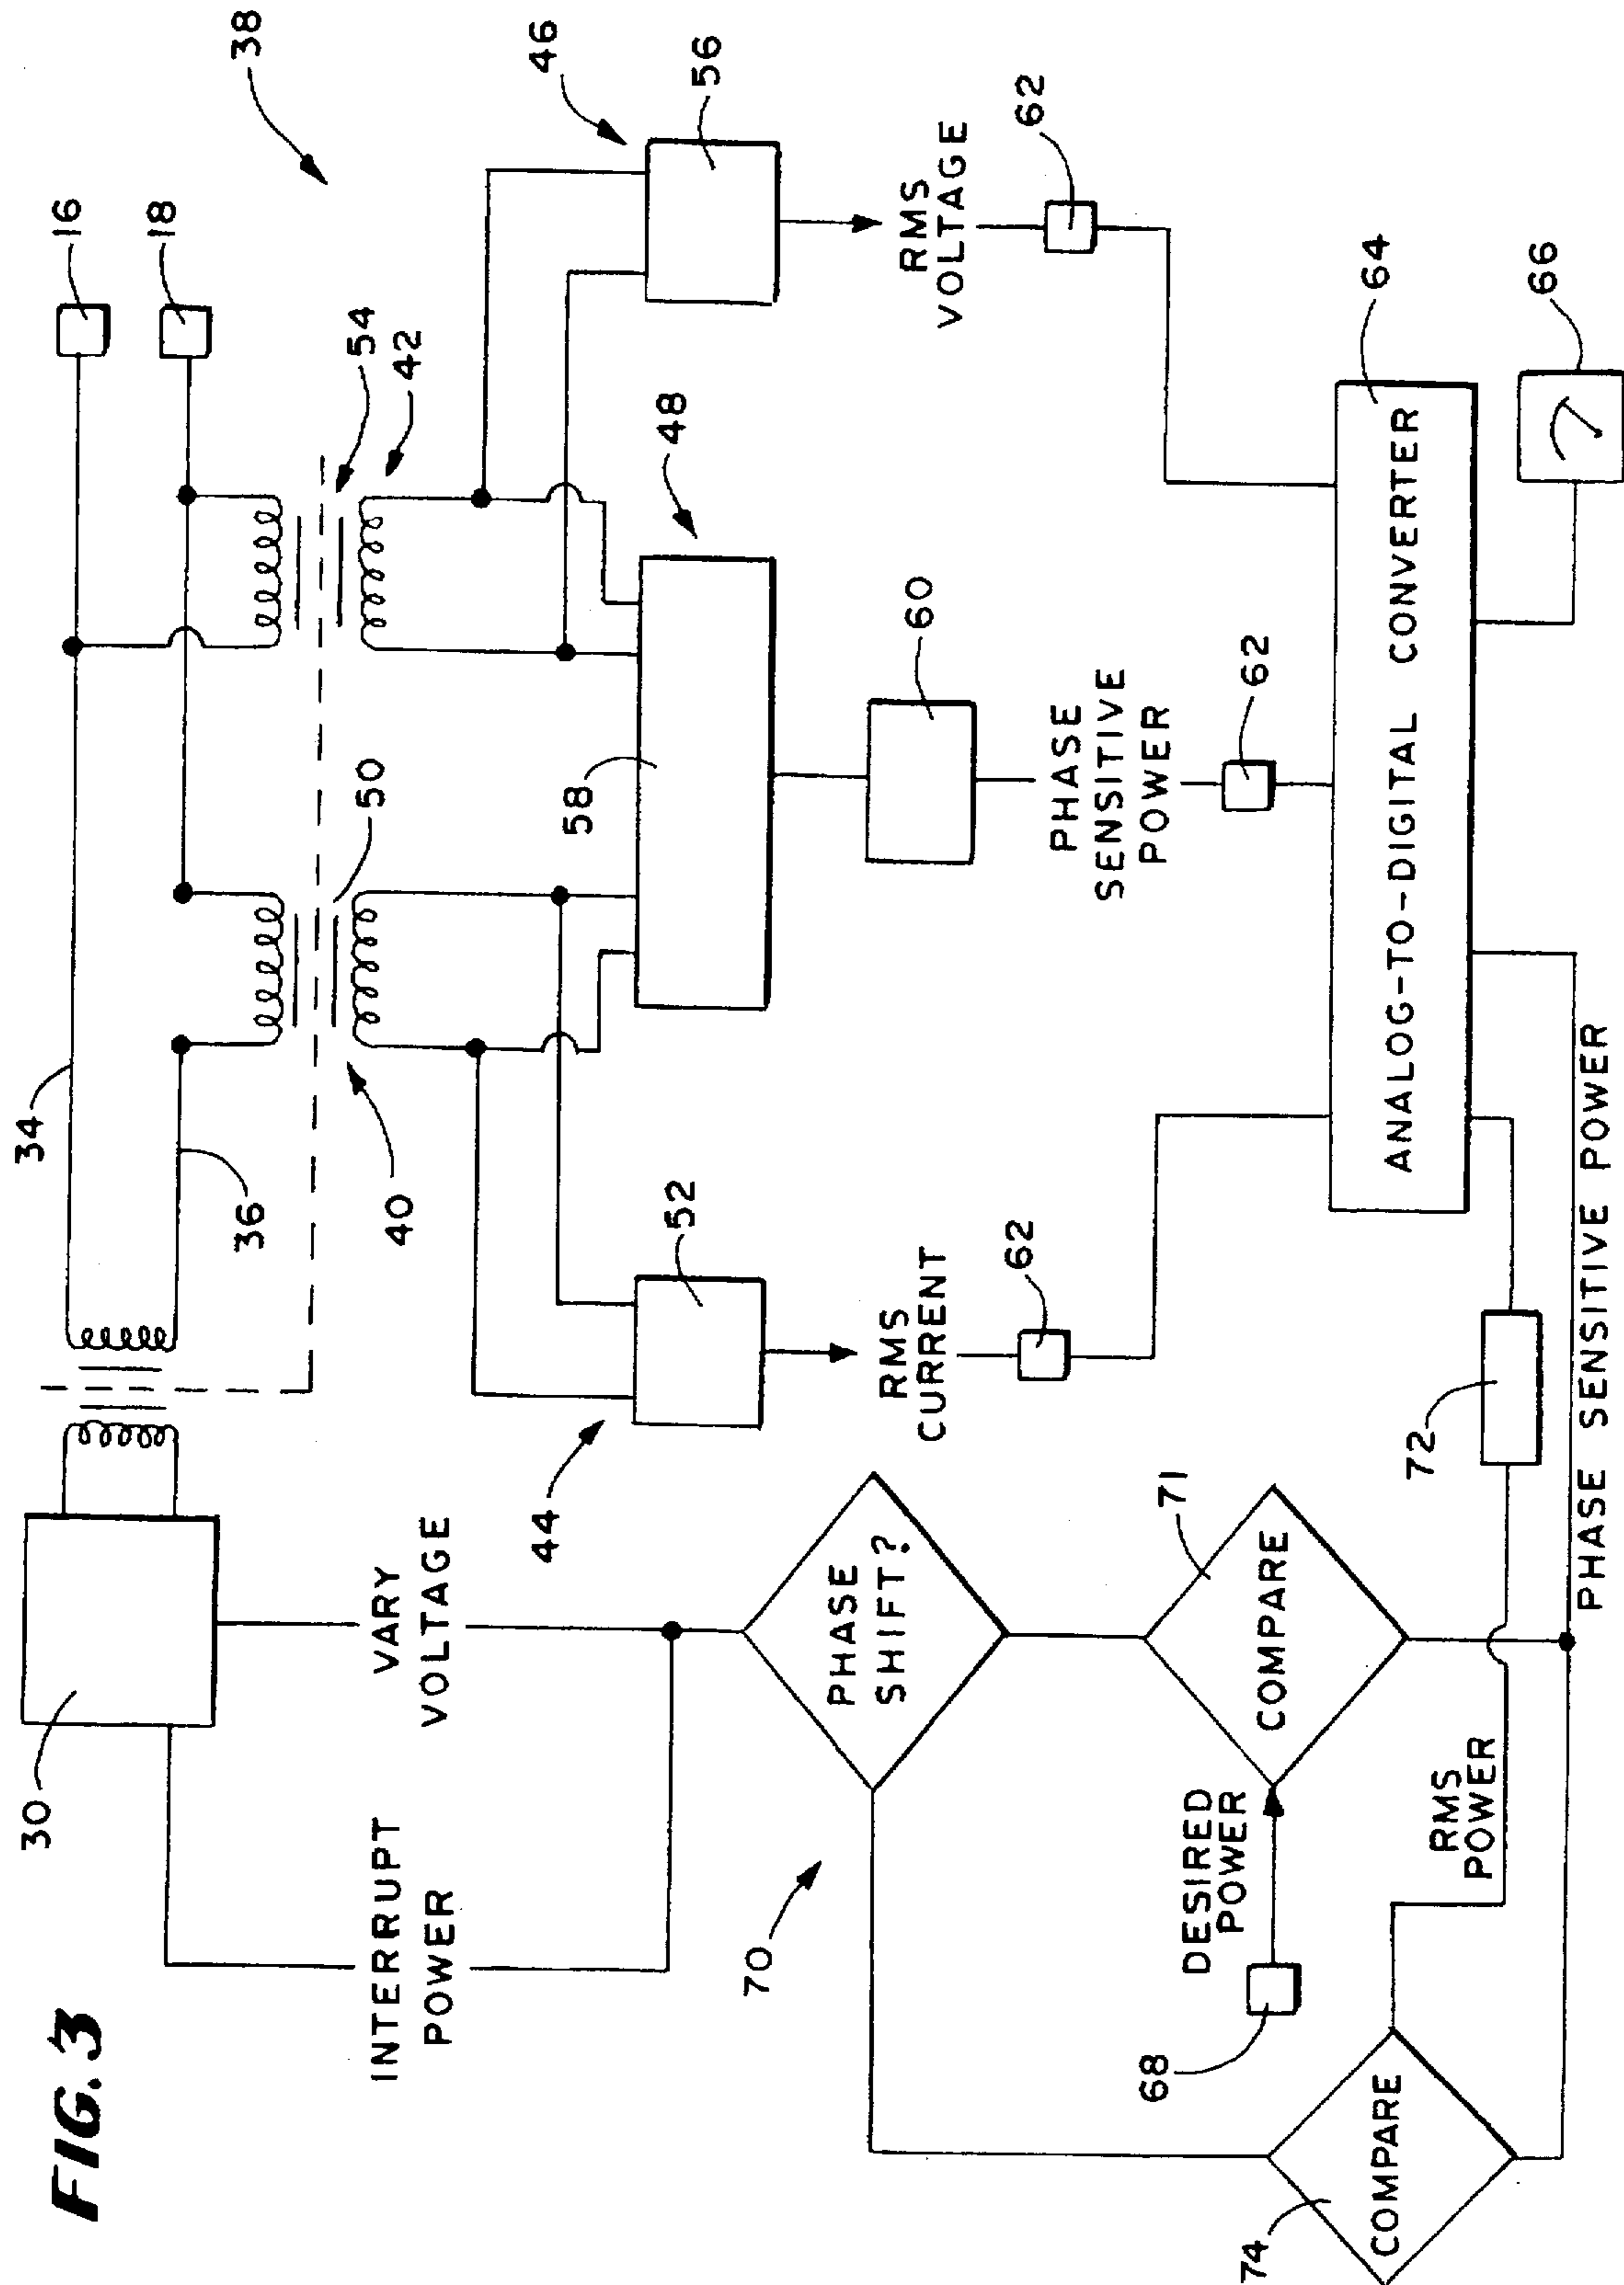 FIG. 3
30
34
36
38
16
18
54
42
50
40
46
56
48
58
52
44
60
INTERRUPT
POWER
VARY
VOLTAGE
RMS
CURRENT
PHASE
SENSITIVE
POWER
RMS
VOLTAGE
62
62
62
70
PHASE
SHIFT?
71
COMPARE
DESIRED
POWER
68
74
COMPARE
RMS
POWER
72
ANALOG-TO-DIGITAL CONVERTER
64
66
PHASE SENSITIVE POWER